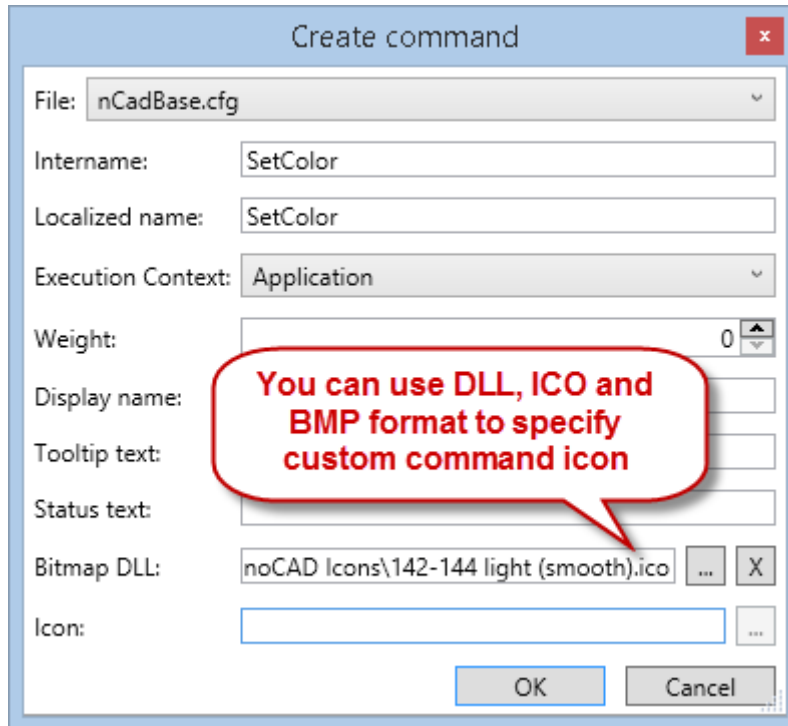 Create command
x
File: nCadBase.cfg
Intername: SetColor
Localized name: SetColor
Execution Context: Application
Weight: 0
You can use DLL, ICO and
BMP format to specify
custom command icon
Display name:
Tooltip text:
Status text:
Bitmap DLL: noCAD Icons\142-144 light (smooth).ico ... X
Icon: ...
OK Cancel